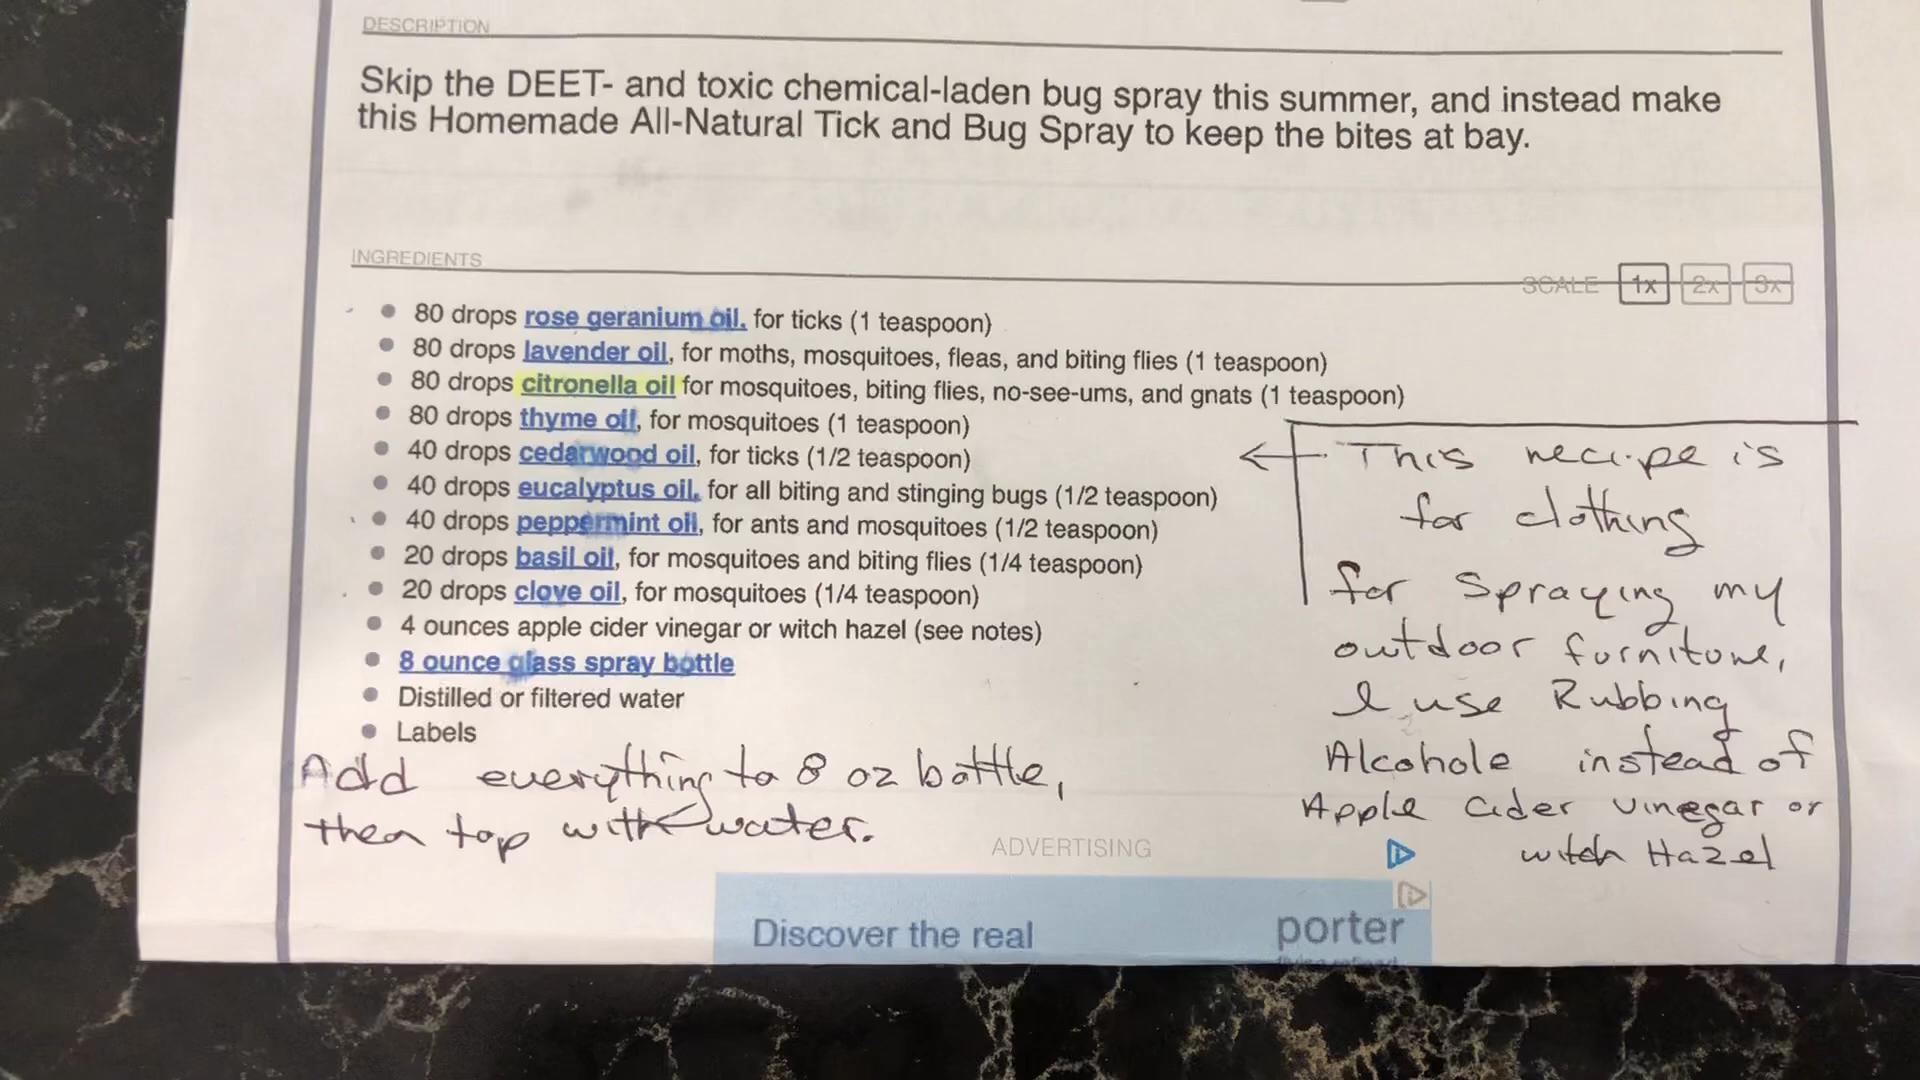 DESCRIPTION
Skip the DEET- and toxic chemical-laden bug spray this summer, and instead make
this Homemade All-Natural Tick and Bug Spray to keep the bites at bay.
INGREDIENTS
SCALE 1x 2x 3x
80 drops rose geranium oil, for ticks (1 teaspoon)
80 drops lavender oil, for moths, mosquitoes, fleas, and biting flies (1 teaspoon)
80 drops citronella oil for mosquitoes, biting flies, no-see-ums, and gnats (1 teaspoon)
80 drops thyme oil, for mosquitoes (1 teaspoon)
40 drops cedarwood oil, for ticks (1/2 teaspoon)
40 drops eucalyptus oil, for all biting and stinging bugs (1/2 teaspoon)
40 drops peppermint oil, for ants and mosquitoes (1/2 teaspoon)
20 drops basil oil, for mosquitoes and biting flies (1/4 teaspoon)
20 drops clove oil, for mosquitoes (1/4 teaspoon)
4 ounces apple cider vinegar or witch hazel (see notes)
8 ounce glass spray bottle
Distilled or filtered water
Labels
Add everything to 8 oz bottle,
then top with water.
This recipe is
for clothing
for Spraying my
outdoor furniture,
I use Rubbing
Alcohole instead of
Apple Cider Vinegar or
witch Hazel
ADVERTISING
Discover the real
porter